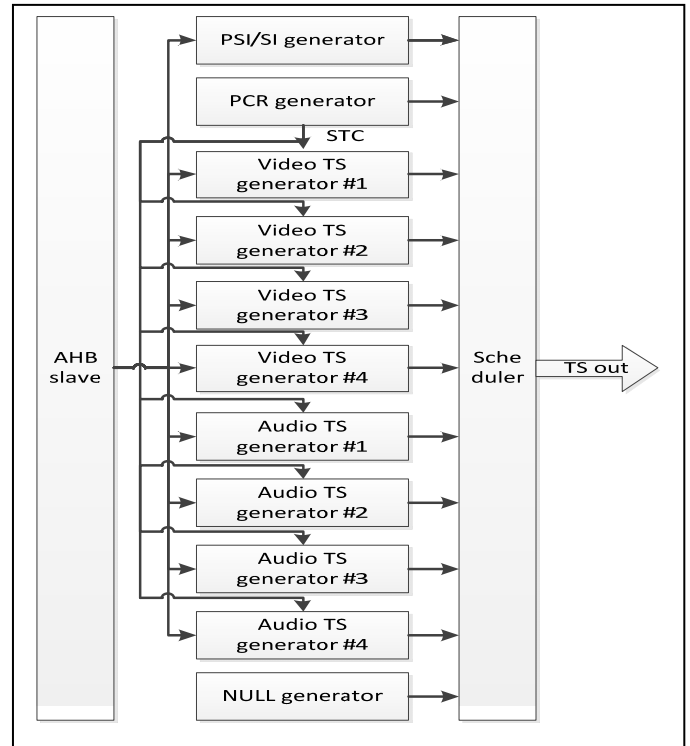 PSI/SI generator
PCR generator
STC
Video TS
generator #1
Video TS
generator #2
Video TS
generator #3
AHB
slave
Video TS
generator #4
Sche
duler
TS out
Audio TS
generator #1
Audio TS
generator #2
Audio TS
generator #3
Audio TS
generator #4
NULL generator